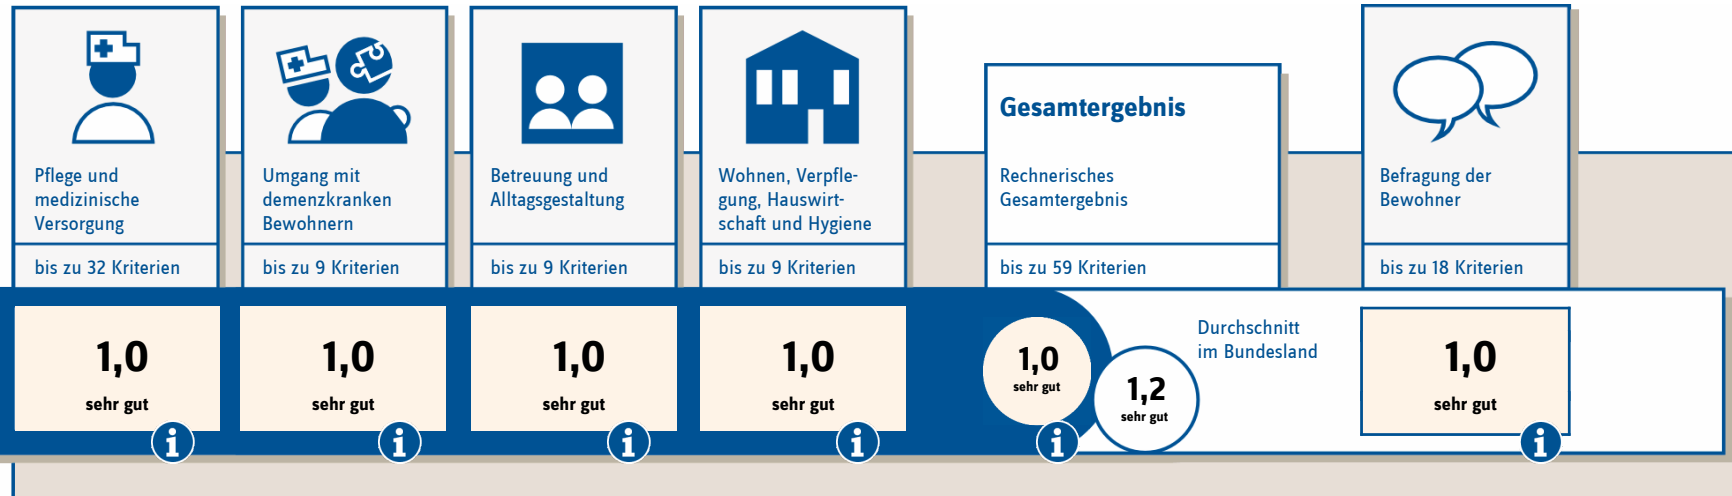 Pflege und
medizinische
Versorgung
bis zu 32 Kriterien
1,0
sehr gut
i
Umgang mit
demenzkranken
Bewohnern
bis zu 9 Kriterien
1,0
sehr gut
i
Betreuung und
Alltagsgestaltung
bis zu 9 Kriterien
1,0
sehr gut
i
Wohnen, Verpfle-
gung, Hauswirt-
schaft und Hygiene
bis zu 9 Kriterien
1,0
sehr gut
i
Gesamtergebnis
Rechnerisches
Gesamtergebnis
bis zu 59 Kriterien
1,0
sehr gut
i
1,2
sehr gut
Durchschnitt
im Bundesland
Befragung der
Bewohner
bis zu 18 Kriterien
1,0
sehr gut
i